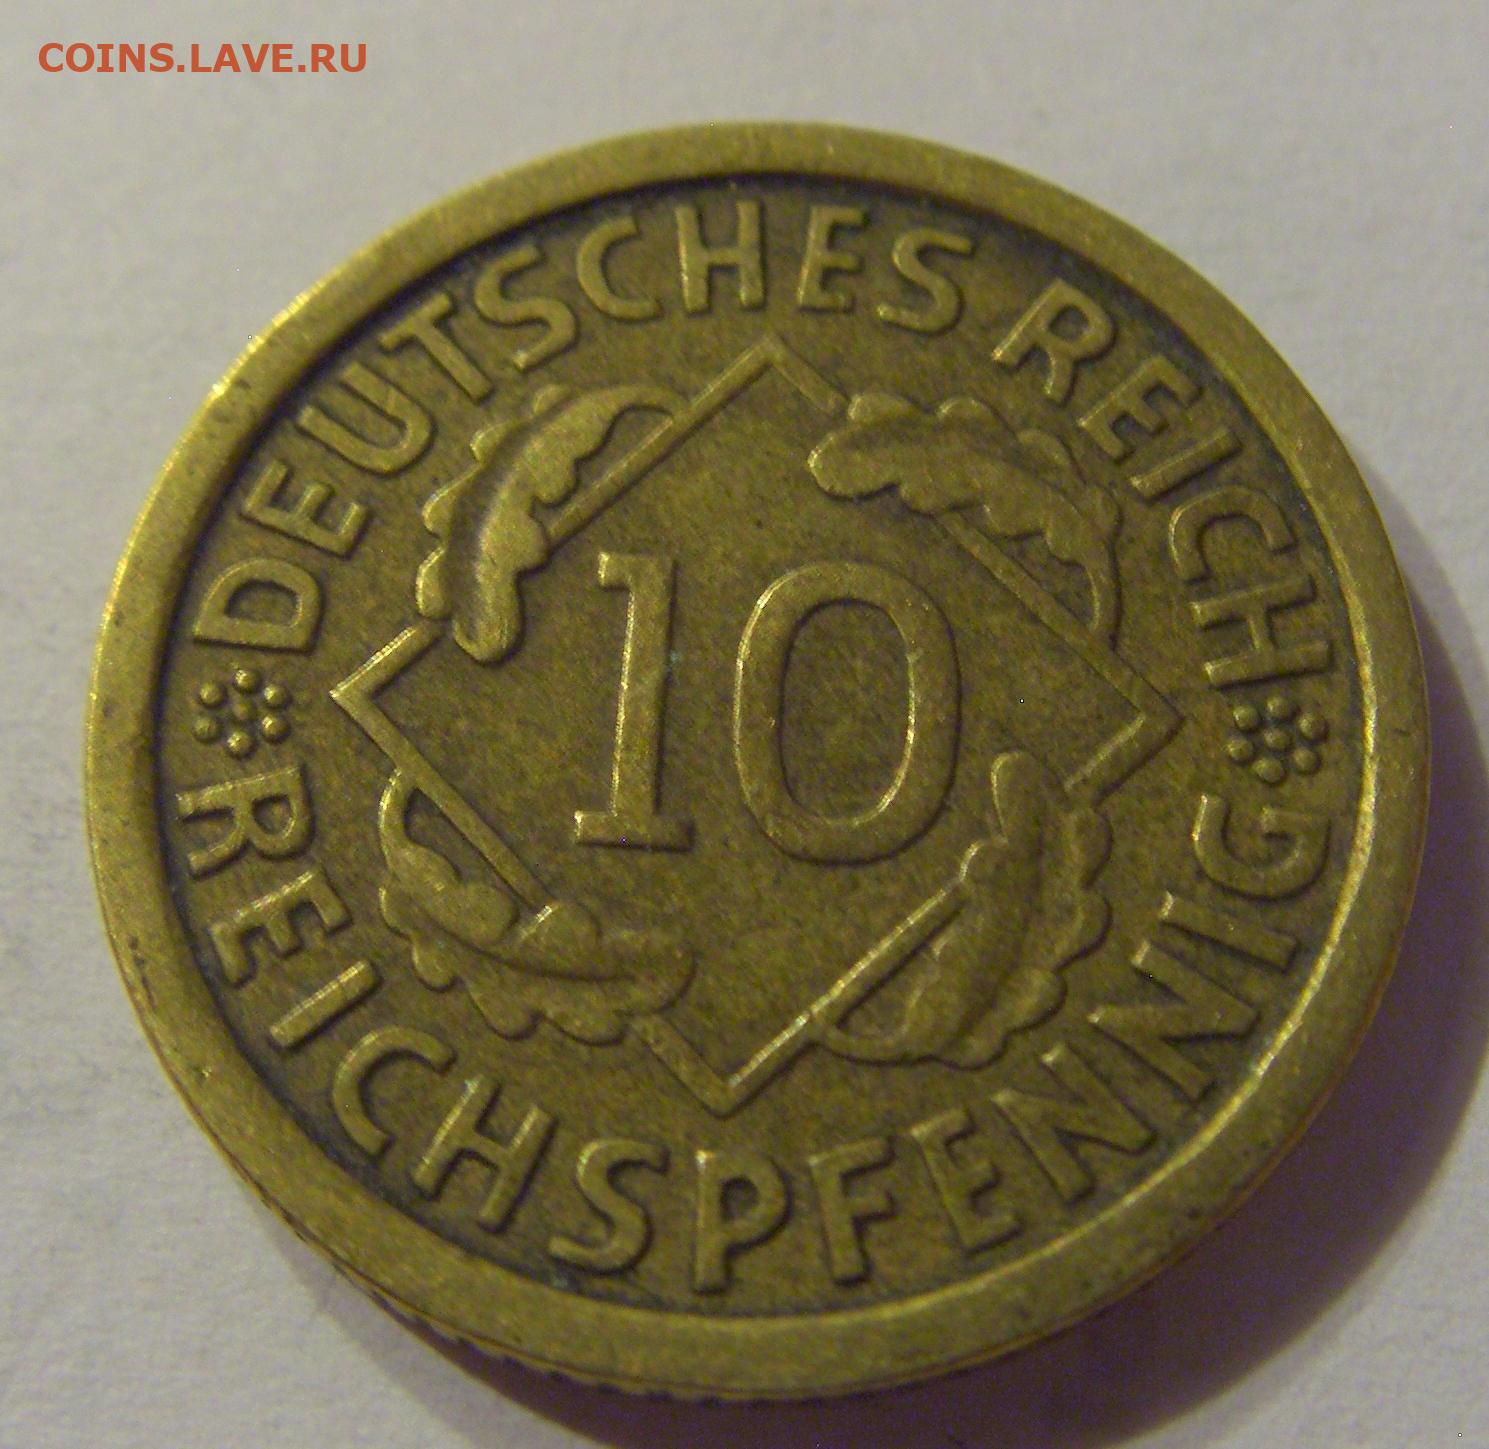 COINS.LAVE.RU
DEUTSCHES REICH
10
REICHSPFENNIG